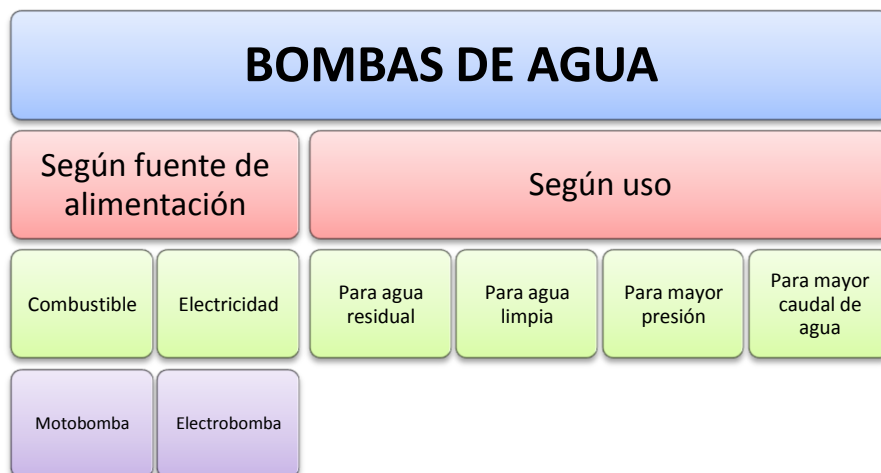 BOMBAS DE AGUA
Según fuente de
alimentación
Según uso
Combustible
Electricidad
Para agua
residual
Para agua
limpia
Para mayor
presión
Para mayor
caudal de
agua
Motobomba
Electrobomba